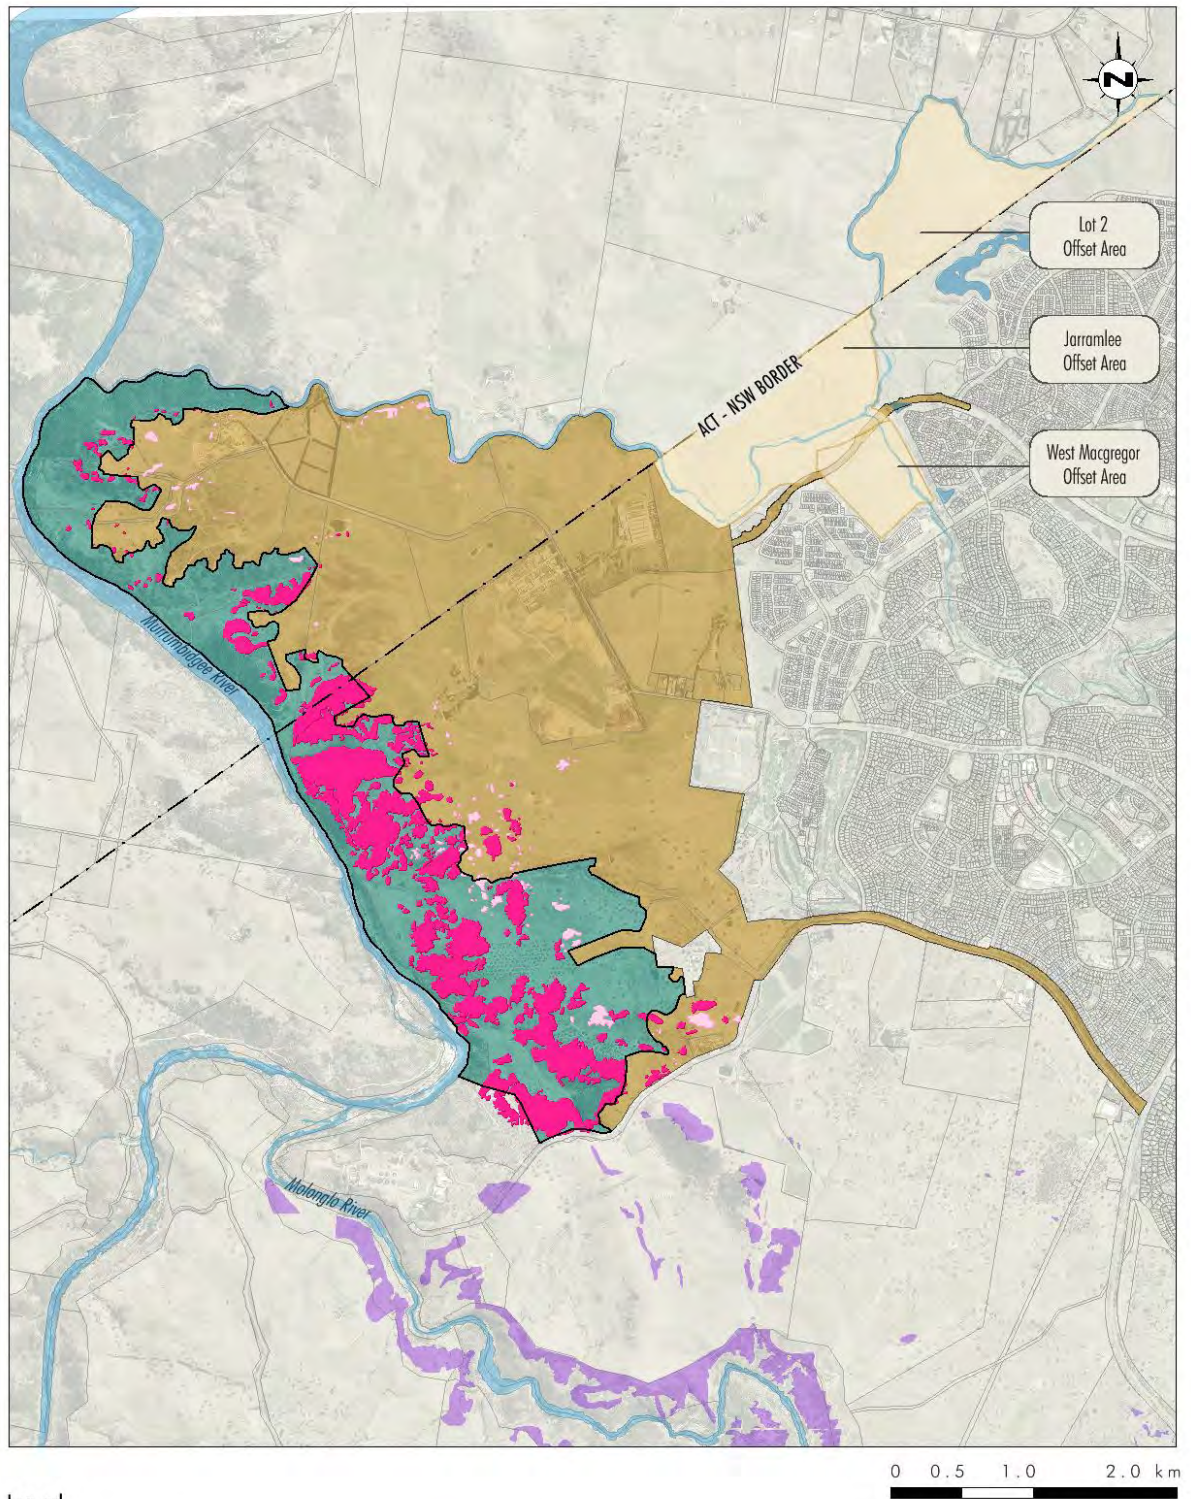 N
Lot 2
Offset Area
Jarramlee
Offset Area
ACT - NSW BORDER
West Macgregor
Offset Area
Murrumbidgee River
Molonglo River
0 0.5 1.0 2.0 km